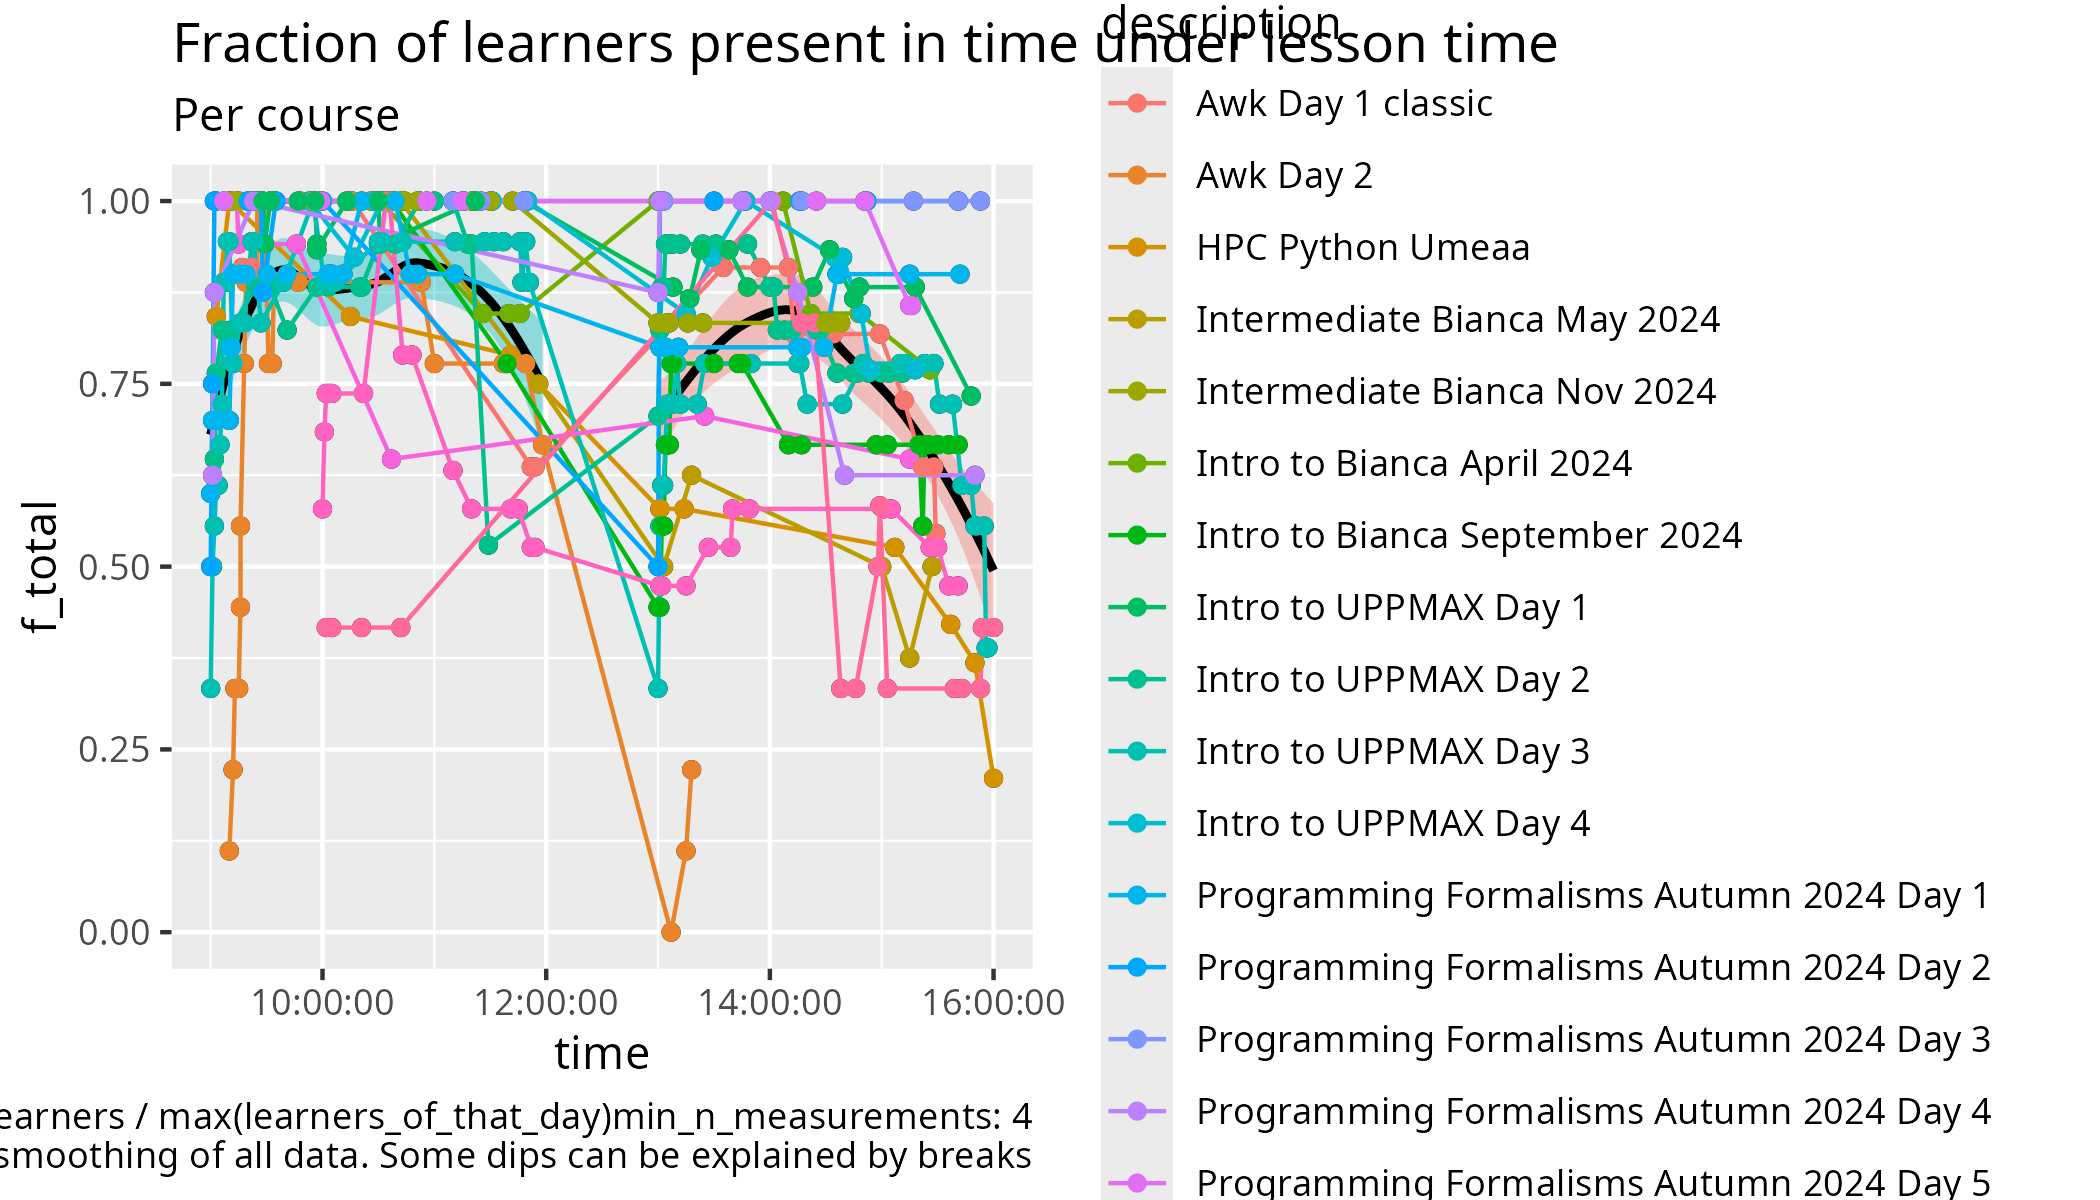 Fraction of learners present in time under lesson time
Per course
1.00
0.75
0.50
0.25
0.00
f_total
10:00:00 12:00:00 14:00:00 16:00:00
time
earners / max(learners_of_that_day)min_n_measurements: 4
smoothing of all data. Some dips can be explained by breaks
description
Awk Day 1 classic
Awk Day 2
HPC Python Umeaa
Intermediate Bianca May 2024
Intermediate Bianca Nov 2024
Intro to Bianca April 2024
Intro to Bianca September 2024
Intro to UPPMAX Day 1
Intro to UPPMAX Day 2
Intro to UPPMAX Day 3
Intro to UPPMAX Day 4
Programming Formalisms Autumn 2024 Day 1
Programming Formalisms Autumn 2024 Day 2
Programming Formalisms Autumn 2024 Day 3
Programming Formalisms Autumn 2024 Day 4
Programming Formalisms Autumn 2024 Day 5